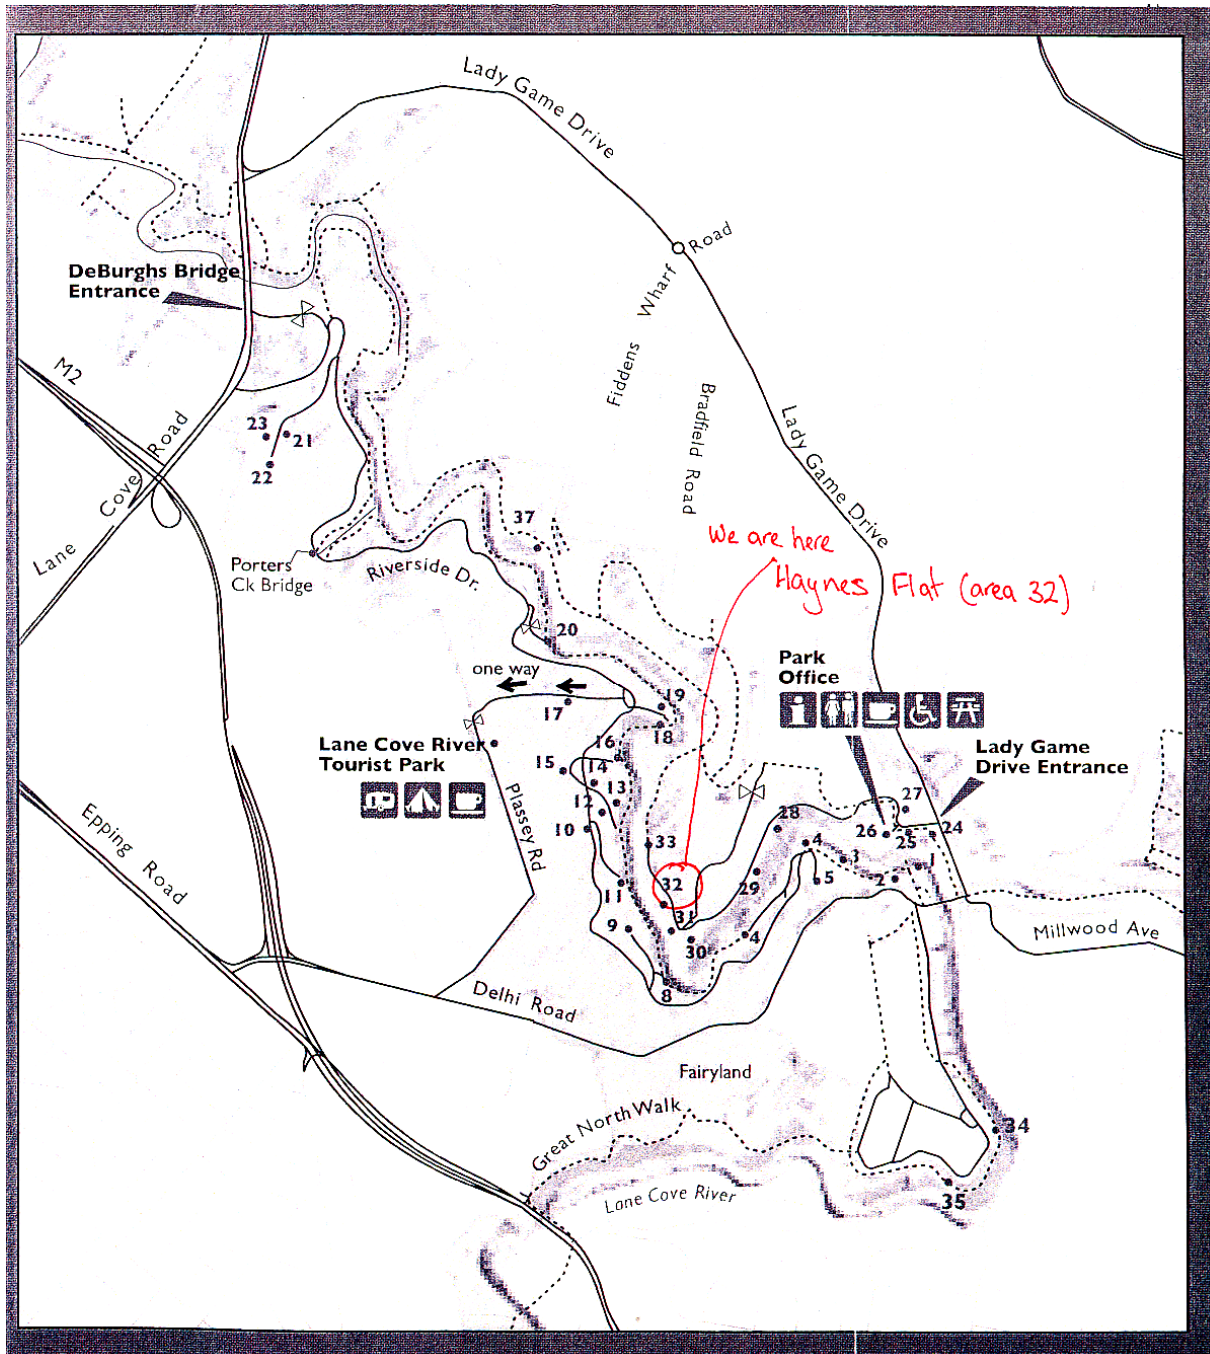 Lady Game Drive
Fiddens Wharf Road
DeBurghs Bridge
Entrance
M2
Lane Cove Road
Bradfield Road
Lady Game Drive
23
21
22
37
We are here
Haynes Flat (area 32)
Porters
Ck Bridge
Riverside Dr.
20
one way
Park
Office
19
17
18
Lane Cove River
Tourist Park
16
15
14
13
12
10
Lady Game
Drive Entrance
Plassey Rd
Epping Road
27
28
26
25
24
4
33
3
1
29
5
2
32
11
31
9
4
30
Millwood Ave
8
Delhi Road
Fairyland
Great North Walk
34
Lane Cove River
35